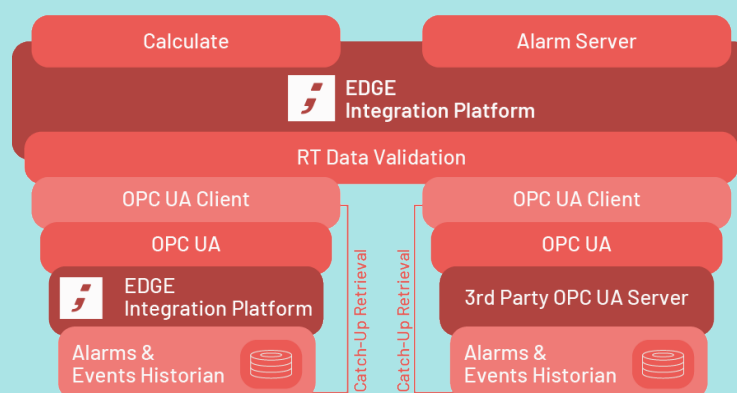 Calculate
Alarm Server
EDGE
Integration Platform
RT Data Validation
OPC UA Client
OPC UA
EDGE
Integration Platform
Alarms &
Events Historian
Catch-Up Retrieval
OPC UA Client
OPC UA
3rd Party OPC UA Server
Alarms &
Events Historian
Catch-Up Retrieval